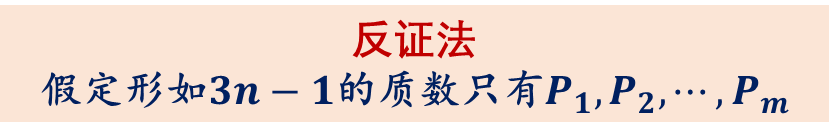 反证法
假定形如3n − 1的质数只有P₁, P₂, ⋯ , Pₘ